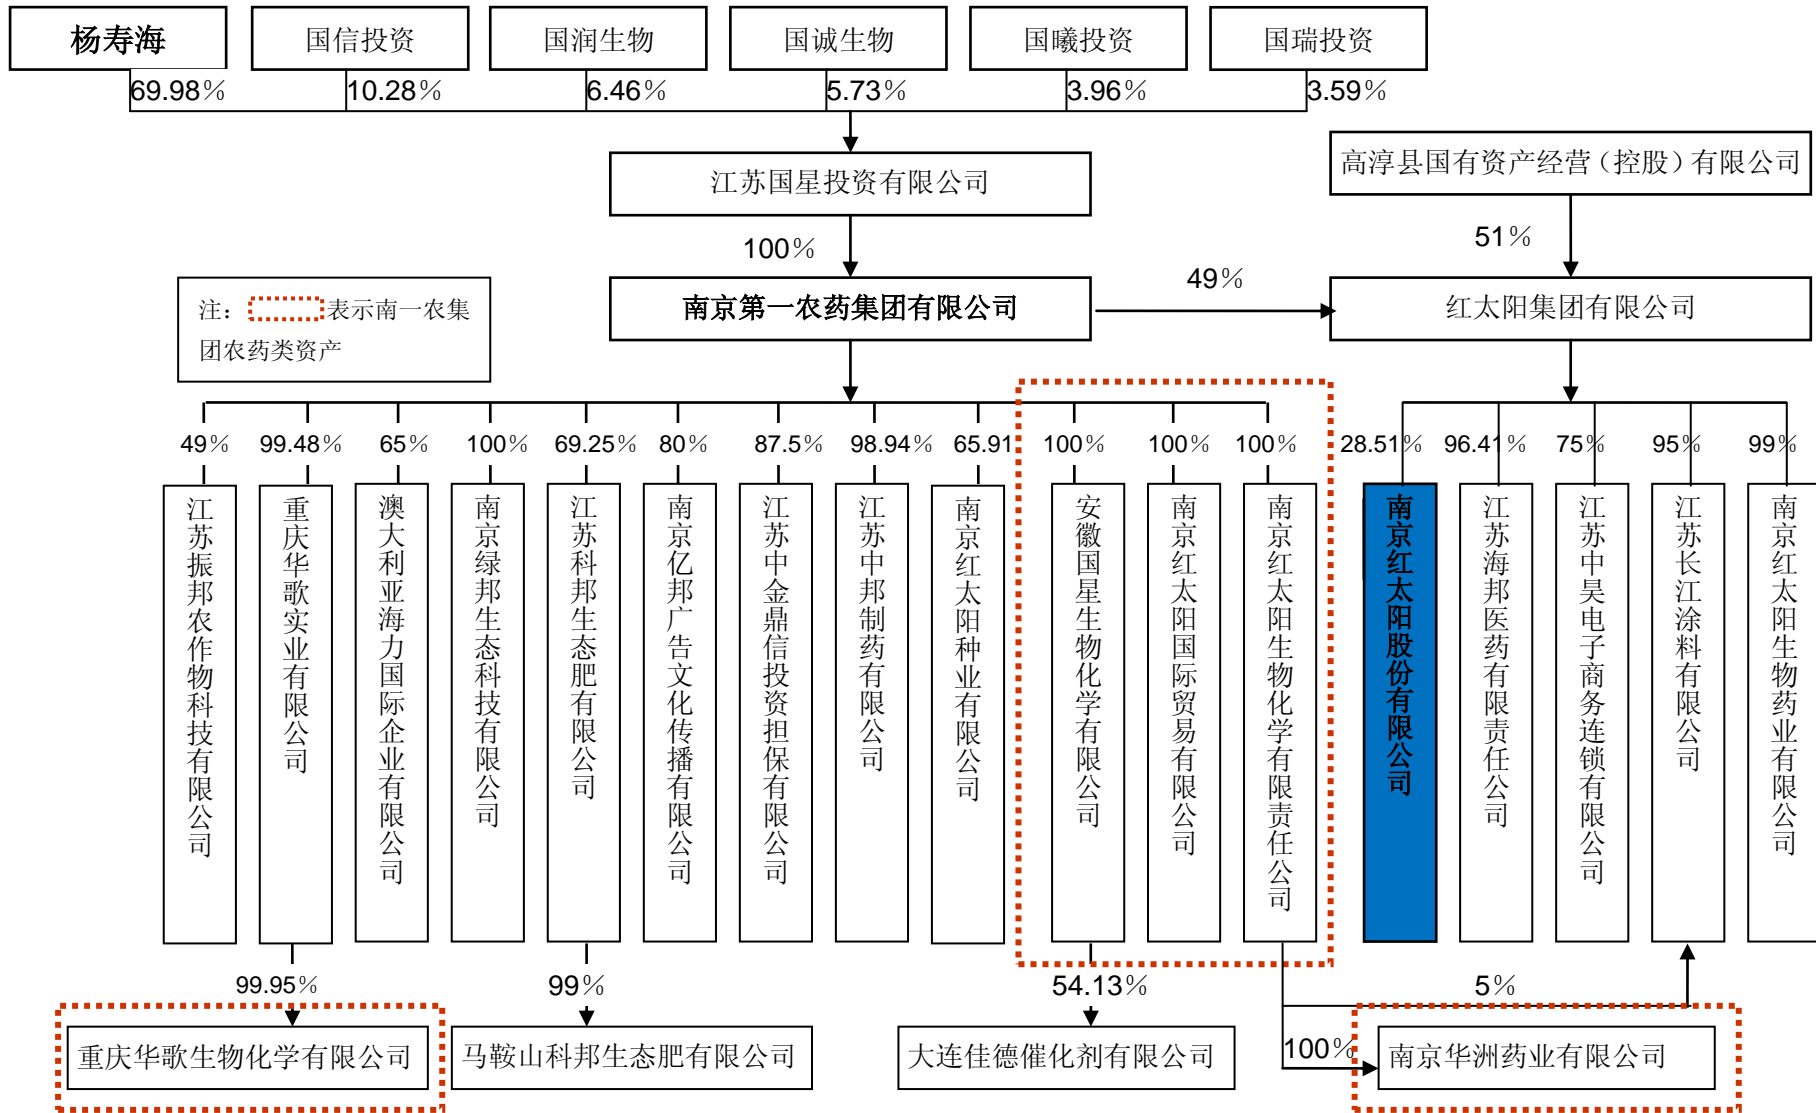 杨寿海
国信投资
国润生物
国诚生物
国曦投资
国瑞投资
69.98%
10.28%
6.46%
5.73%
3.96%
3.59%
江苏国星投资有限公司
高淳县国有资产经营（控股）有限公司
100%
51%
南京第一农药集团有限公司
49%
红太阳集团有限公司
注：表示南一农集
团农药类资产
49%
99.48%
65%
100%
69.25%
80%
87.5%
98.94%
65.91
100%
100%
100%
28.51%
96.41%
75%
95%
99%
江苏振邦农作物科技有限公司
重庆华歌实业有限公司
澳大利亚海力国际企业有限公司
南京绿邦生态科技有限公司
江苏科邦生态肥有限公司
南京亿邦广告文化传播有限公司
江苏中金鼎信投资担保有限公司
江苏中邦制药有限公司
南京红太阳种业有限公司
安徽国星生物化学有限公司
南京红太阳国际贸易有限公司
南京红太阳生物化学有限责任公司
南京红太阳股份有限公司
江苏海邦医药有限责任公司
江苏中昊电子商务连锁有限公司
江苏长江涂料有限公司
南京红太阳生物药业有限公司
99.95%
99%
54.13%
5%
重庆华歌生物化学有限公司
马鞍山科邦生态肥有限公司
大连佳德催化剂有限公司
100%
南京华洲药业有限公司